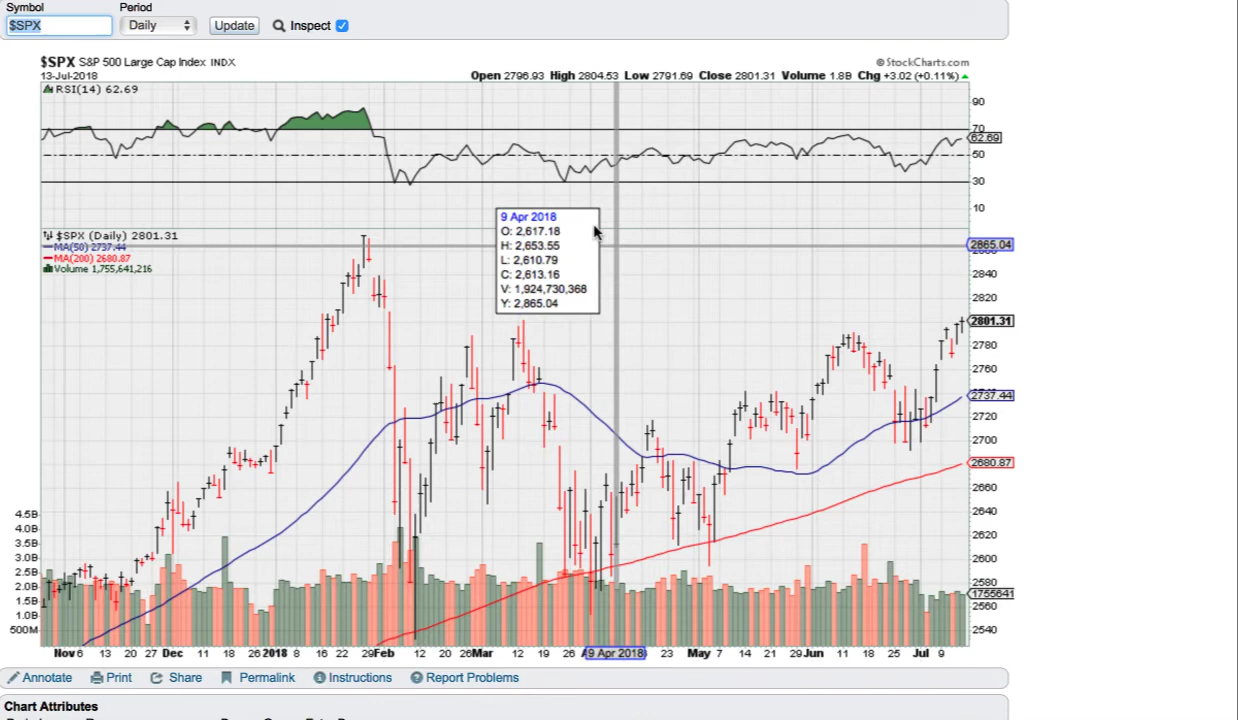 Symbol Period
$SPX Daily Update Inspect
$SPX S&P 500 Large Cap Index INDX © StockCharts.com
13-Jul-2018 Open 2796.93 High 2804.53 Low 2791.69 Close 2801.31 Volume 1.8B Chg +3.02 (+0.11%)
RSI(14) 62.69
90
70
62.69
50
30
10
9 Apr 2018
O: 2,617.18
H: 2,653.55
L: 2,610.79
C: 2,613.16
V: 1,924,730,368
Y: 2,865.04
$SPX (Daily) 2801.31
MA(50) 2737.44
MA(200) 2680.87
Volume 1,755,641,216
2865.04
2840
2820
2801.31
2780
2760
2737.44
2720
2700
2680.87
2660
2640
2620
2600
2580
1755641
2560
2540
4.5B
4.0B
3.5B
3.0B
2.5B
2.0B
1.5B
1.0B
500M
Nov 6 13 20 27 Dec 11 18 26 2018 8 16 22 29 Feb 12 20 26 Mar 12 19 26 9 Apr 2018 23 May 7 14 21 29 Jun 11 18 25 Jul 9
Annotate Print Share Permalink Instructions Report Problems
Chart Attributes